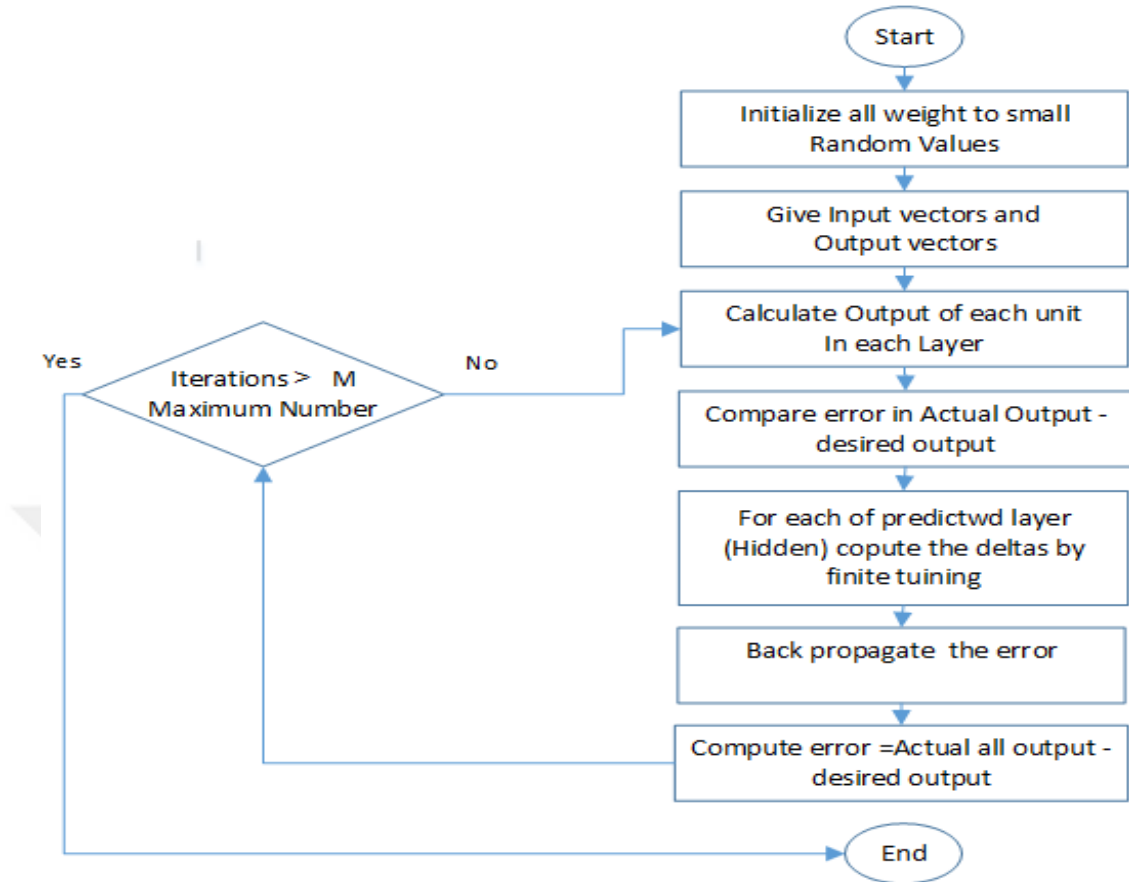 Start
Initialize all weight to small
Random Values
Give Input vectors and
Output vectors
Calculate Output of each unit
In each Layer
Compare error in Actual Output -
desired output
For each of predictwd layer
(Hidden) copute the deltas by
finite tuining
Back propagate the error
Compute error =Actual all output -
desired output
Iterations > M
Maximum Number
Yes
No
End